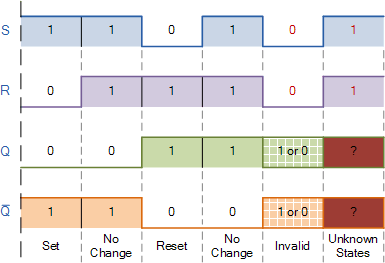 S 1 1 0 1 0 1
R 0 1 1 1 0 1
Q 0 0 1 1 1 or 0 ?
Q̅ 1 1 0 0 1 or 0 ?
Set No Change Reset No Change Invalid Unknown States